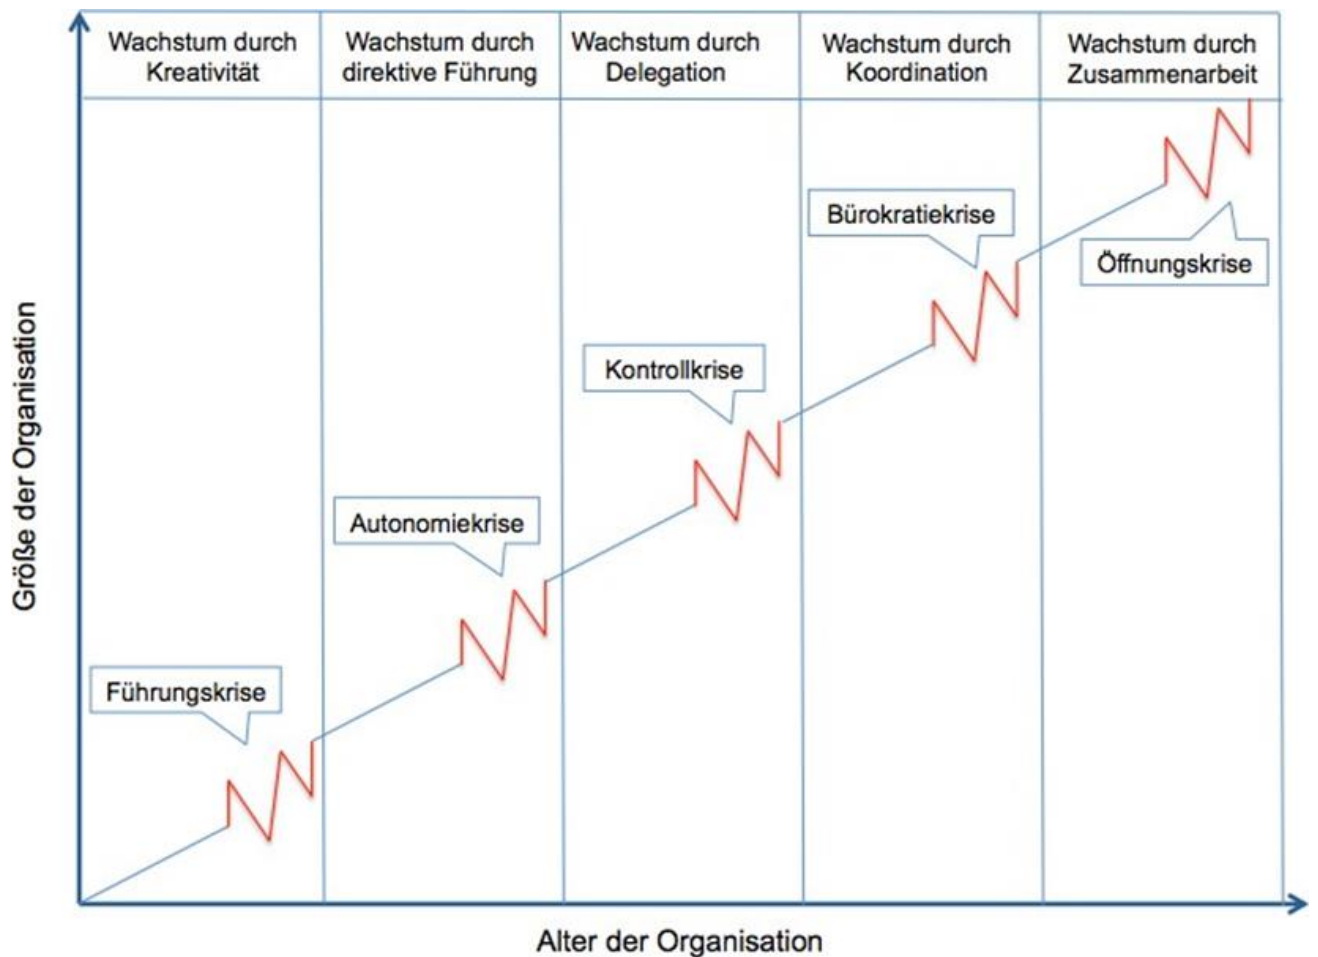 Wachstum durch
Kreativität
Wachstum durch
direktive Führung
Wachstum durch
Delegation
Wachstum durch
Koordination
Wachstum durch
Zusammenarbeit
Bürokratiekrise
Öffnungskrise
Kontrollkrise
Autonomiekrise
Führungskrise
Größe der Organisation
Alter der Organisation